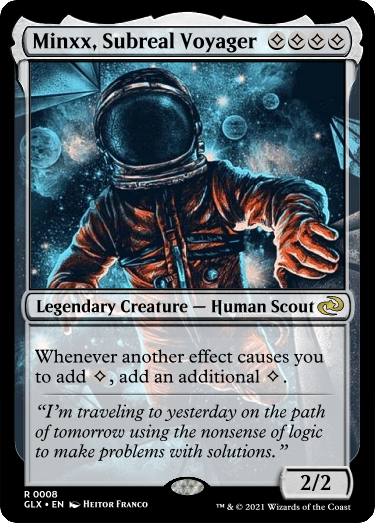 Minxx, Subreal Voyager
Legendary Creature — Human Scout
Whenever another effect causes you
to add ◇, add an additional ◇.
“I’m traveling to yesterday on the path
of tomorrow using the nonsense of logic
to make problems with solutions.”
2/2
R 0008
GLX • EN Heitor Franco
™ & © 2021 Wizards of the Coast